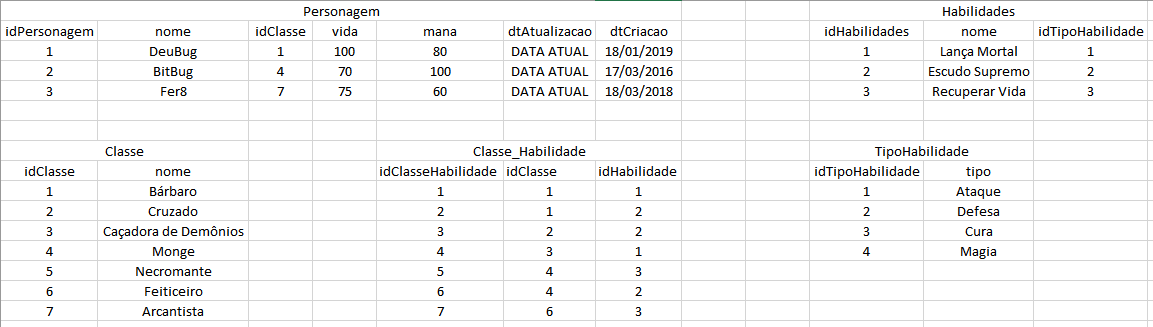 Personagem Habilidades
idPersonagem nome idClasse vida mana dtAtualizacao dtCriacao idHabilidades nome idTipoHabilidade
1 DeuBug 1 100 80 DATA ATUAL 18/01/2019 1 Lança Mortal 1
2 BitBug 4 70 100 DATA ATUAL 17/03/2016 2 Escudo Supremo 2
3 Fer8 7 75 60 DATA ATUAL 18/03/2018 3 Recuperar Vida 3
Classe Classe_Habilidade TipoHabilidade
idClasse nome idClasseHabilidade idClasse idHabilidade idTipoHabilidade tipo
1 Bárbaro 1 1 1 1 Ataque
2 Cruzado 2 1 2 2 Defesa
3 Caçadora de Demônios 3 2 2 3 Cura
4 Monge 4 3 1 4 Magia
5 Necromante 5 4 3
6 Feiticeiro 6 4 2
7 Arcantista 7 6 3